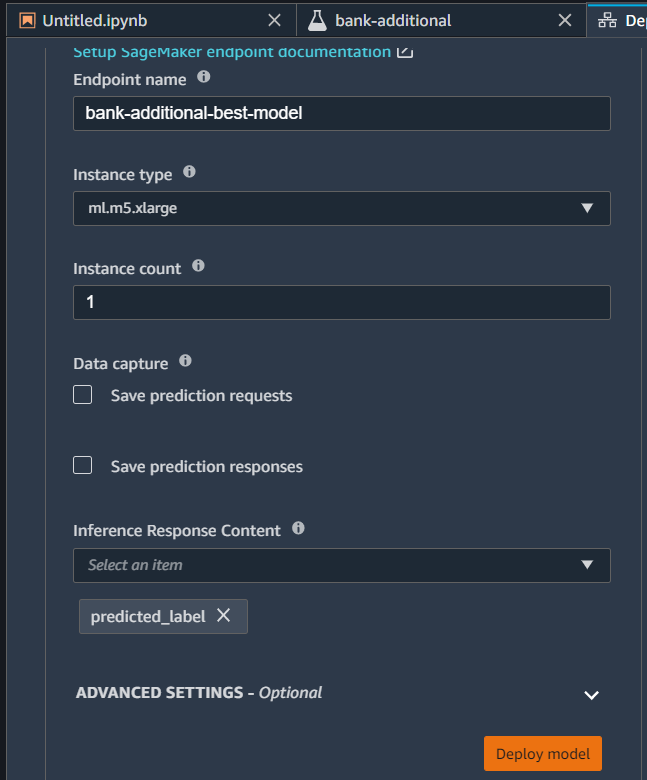 Untitled.ipynb
bank-additional
De
Setup SageMaker endpoint documentation
Endpoint name
bank-additional-best-model
Instance type
ml.m5.xlarge
Instance count
1
Data capture
Save prediction requests
Save prediction responses
Inference Response Content
Select an item
predicted_label
ADVANCED SETTINGS - Optional
Deploy model